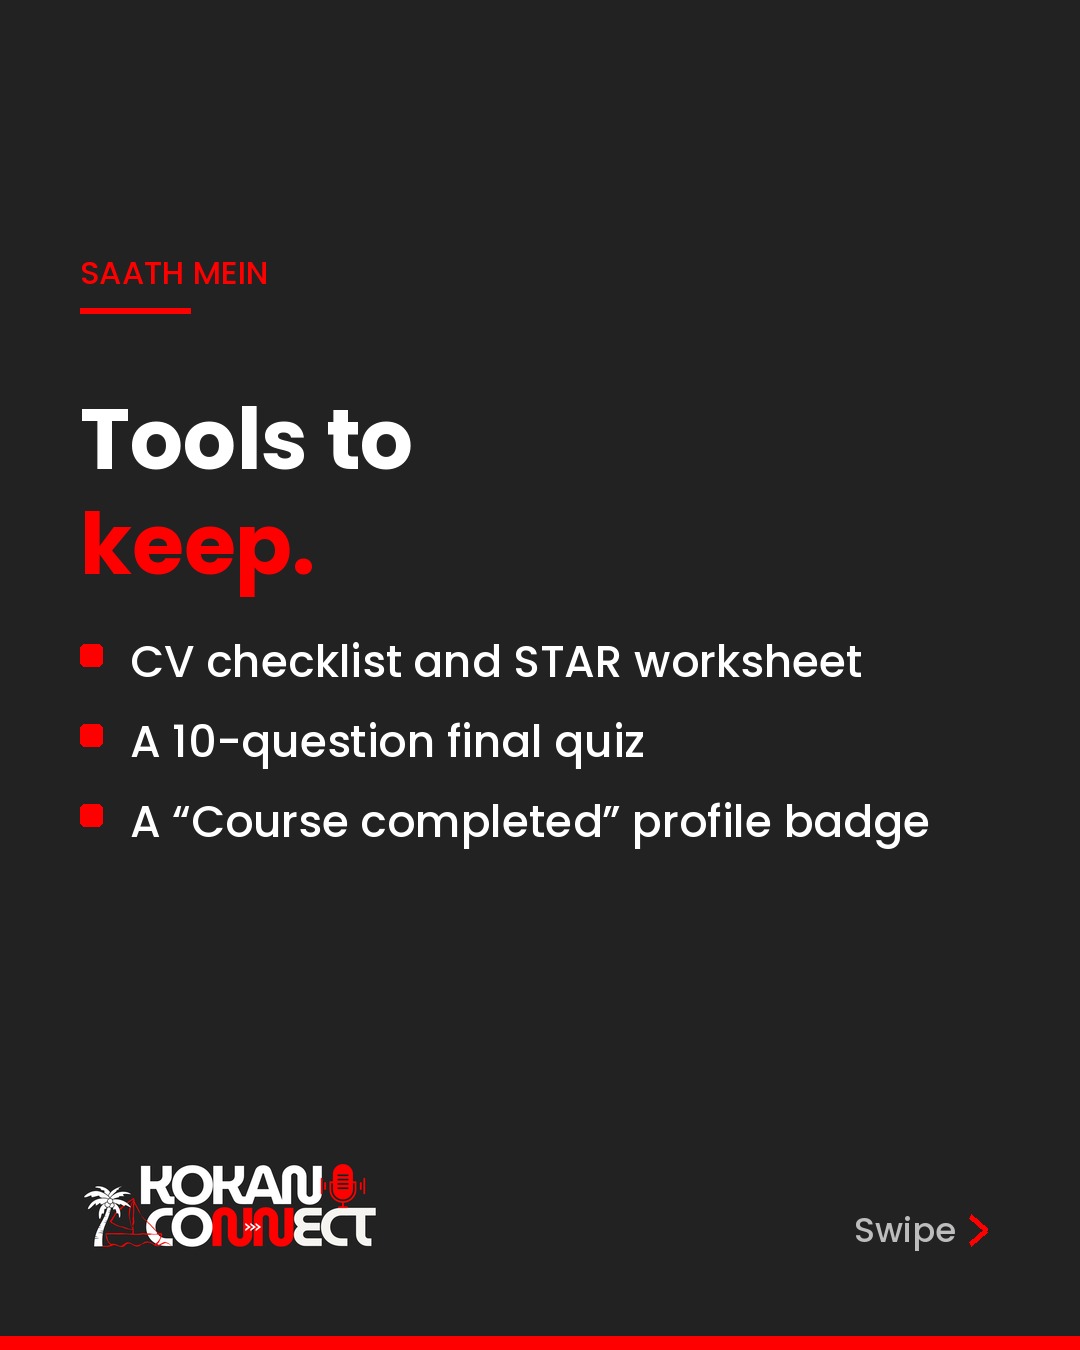 SAATH MEIN
Tools to
keep.
CV checklist and STAR worksheet
A 10-question final quiz
A “Course completed” profile badge
KOKAN
CONNECT
Swipe